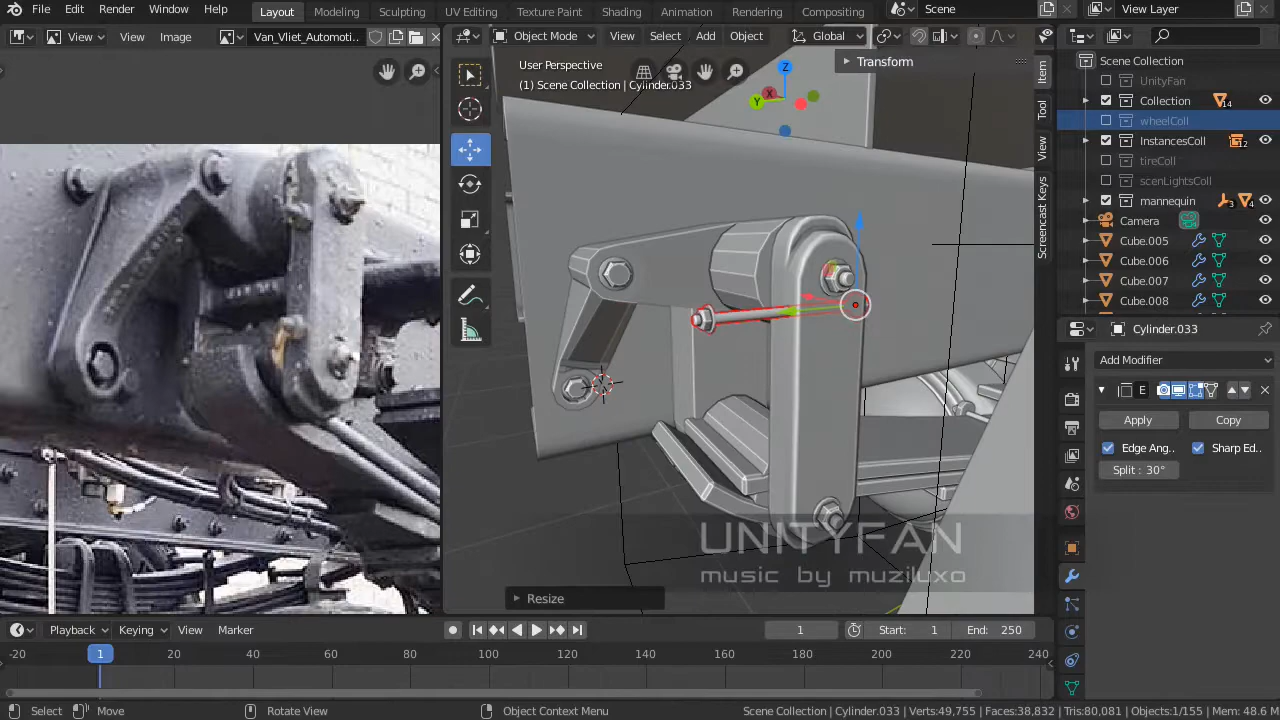 File Edit Render Window Help
Layout Modeling Sculpting UV Editing Texture Paint Shading Animation Rendering Compositing
Scene
View Layer
View View Image
Van_Vliet_Automoti..
Object Mode View Select Add Object
Global
User Perspective
(1) Scene Collection | Cylinder.033
Z
X
Y
Transform
Item
Tool
View
Screencast Keys
Scene Collection
UnityFan
Collection 14
wheelColl
InstancesColl 12
tireColl
scenLightsColl
mannequin 3 4
Camera
Cube.005
Cube.006
Cube.007
Cube.008
Cylinder.033
Add Modifier
E
Apply Copy
Edge Ang.. Sharp Ed..
Split : 30°
UNITYFAN
music by muziluxo
Resize
Playback Keying View Marker
1
Start: 1
End: 250
-20 1 20 40 60 80 100 120 140 160 180 200 220 240
Select Move Rotate View Object Context Menu
Scene Collection | Cylinder.033 | Verts:49,755 | Faces:38,832 | Tris:80,081 | Objects:1/155 | Mem: 48.6 M